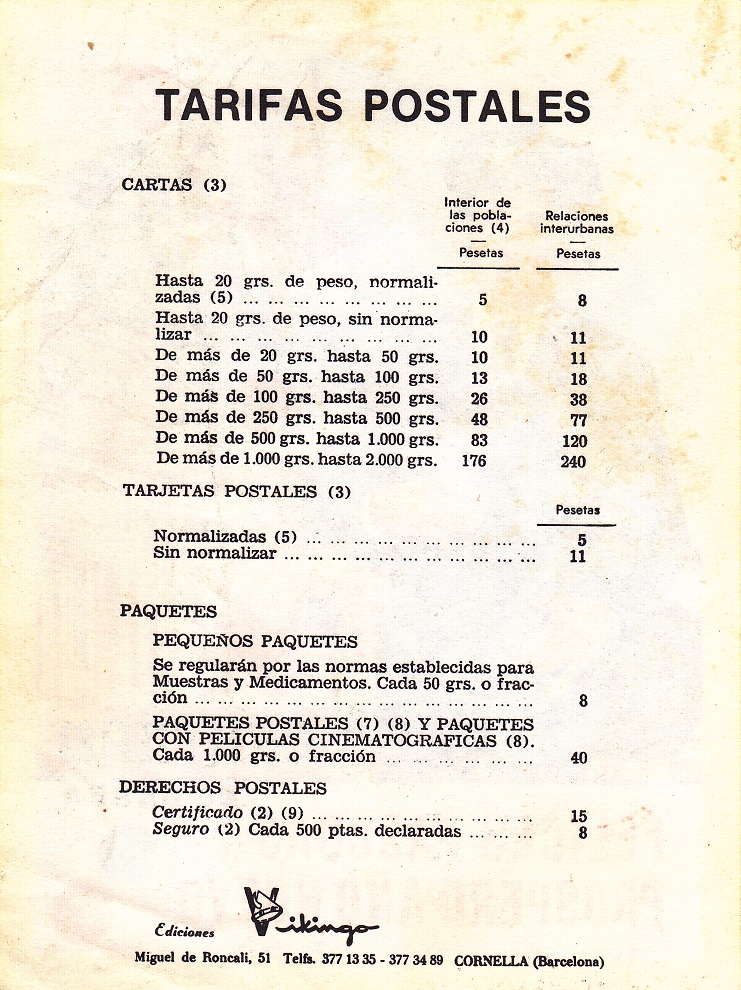 TARIFAS POSTALES
CARTAS (3)
Interior de
las pobla-
ciones (4)
—
Pesetas
Relaciones
interurbanas
—
Pesetas
Hasta 20 grs. de peso, normali-
zadas (5) ... ... ... ... ... ... ... ... ... 5 8
Hasta 20 grs. de peso, sin norma-
lizar ... ... ... ... ... ... ... ... ... ... ... 10 11
De más de 20 grs. hasta 50 grs. 10 11
De más de 50 grs. hasta 100 grs. 13 18
De más de 100 grs. hasta 250 grs. 26 38
De más de 250 grs. hasta 500 grs. 48 77
De más de 500 grs. hasta 1.000 grs. 83 120
De más de 1.000 grs. hasta 2.000 grs. 176 240
TARJETAS POSTALES (3)
Pesetas
Normalizadas (5) ... ... ... ... ... ... ... ... ... ... 5
Sin normalizar ... ... ... ... ... ... ... ... ... ... ... 11
PAQUETES
PEQUEÑOS PAQUETES
Se regularán por las normas establecidas para
Muestras y Medicamentos. Cada 50 grs. o frac-
ción ... ... ... ... ... ... ... ... ... ... ... ... ... ... ... 8
PAQUETES POSTALES (7) (8) Y PAQUETES
CON PELICULAS CINEMATOGRAFICAS (8).
Cada 1.000 grs. o fracción ... ... ... ... ... ... ... 40
DERECHOS POSTALES
Certificado (2) (9) ... ... ... ... ... ... ... ... ... ... 15
Seguro (2) Cada 500 ptas. declaradas ... ... ... 8
Ediciones Vikingo
Miguel de Roncali, 51 Telfs. 377 13 35 - 377 34 89 CORNELLA (Barcelona)